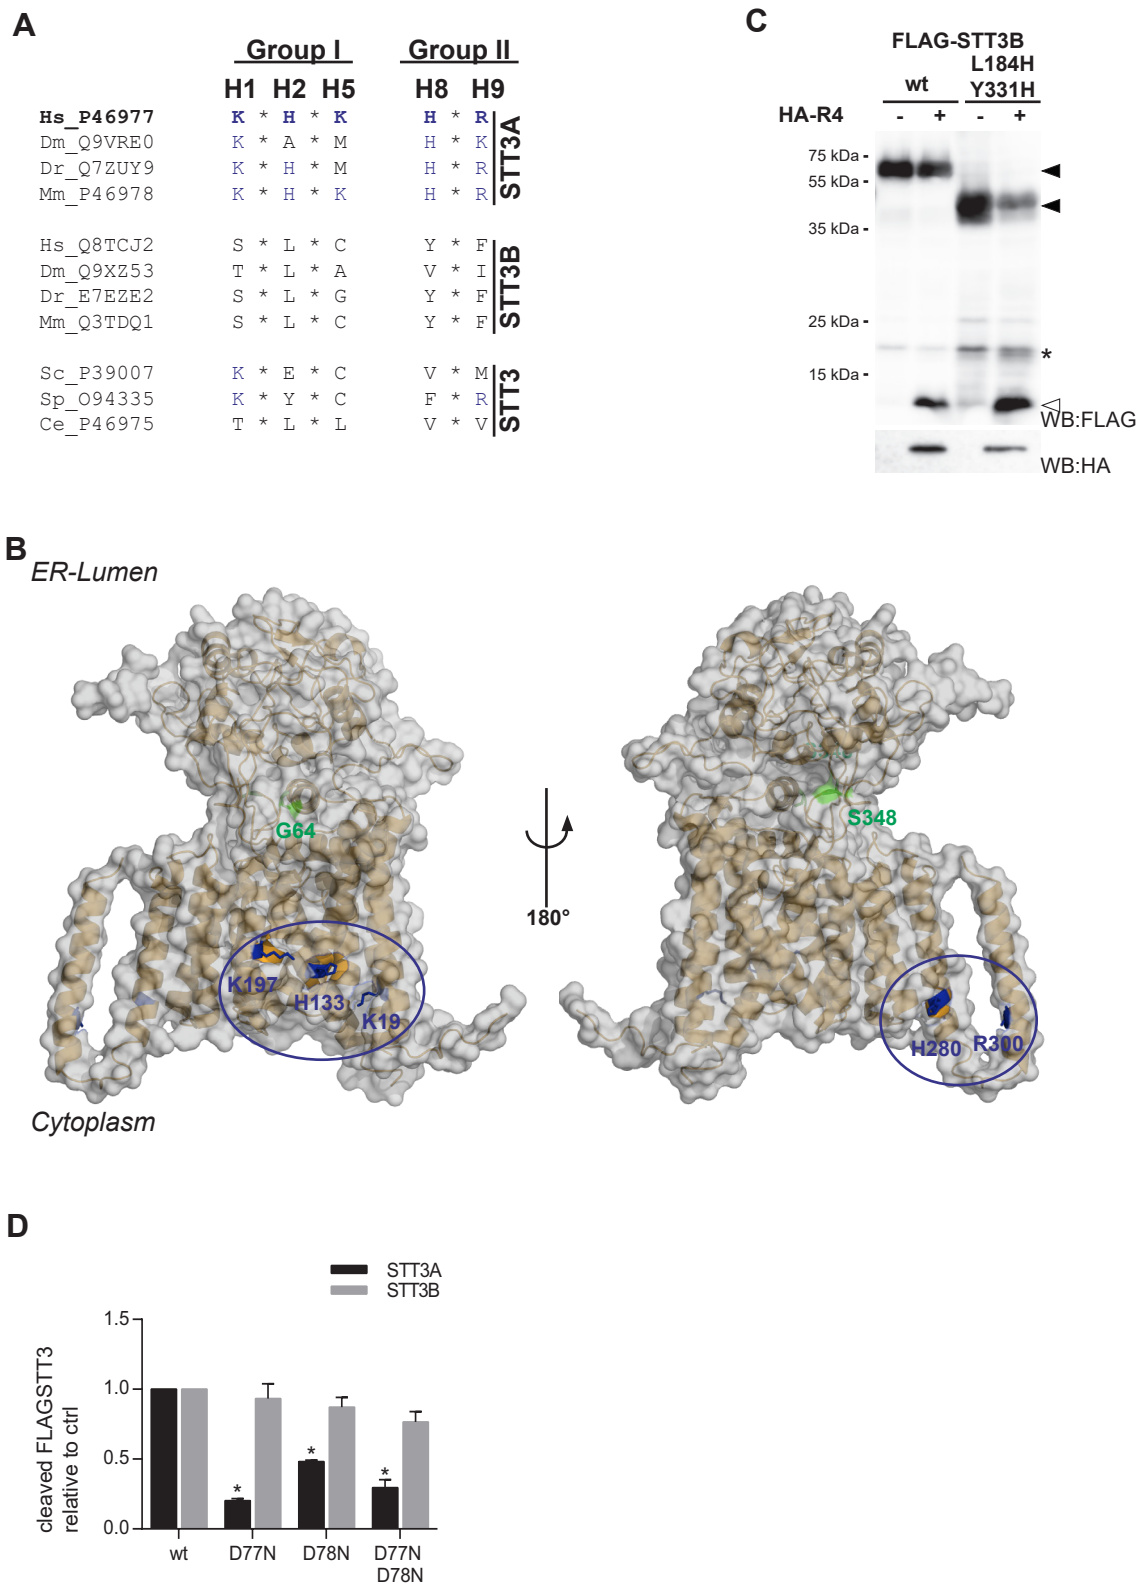 A
Group I Group II
H1 H2 H5 H8 H9
Hs_P46977 K * H * K H * R
Dm_Q9VRE0 K * A * M H * K
Dr_Q7ZUY9 K * H * M H * R
Mm_P46978 K * H * K H * R
STT3A
Hs_Q8TCJ2 S * L * C Y * F
Dm_Q9XZ53 T * L * A V * I
Dr_E7EZE2 S * L * G Y * F
Mm_Q3TDQ1 S * L * C Y * F
STT3B
Sc_P39007 K * E * C V * M
Sp_O94335 K * Y * C F * R
Ce_P46975 T * L * L V * V
STT3
C
FLAG-STT3B
wt L184H
Y331H
HA-R4 - + - +
75 kDa -
55 kDa -
35 kDa -
25 kDa -
15 kDa -
*
WB:FLAG
WB:HA
B
ER-Lumen
G64
K197
H133
K19
180°
S348
H280
R300
Cytoplasm
D
STT3A
STT3B
cleaved FLAGSTT3
relative to ctrl
1.5
1.0
0.5
0.0
* * *
wt D77N D78N D77N
D78N